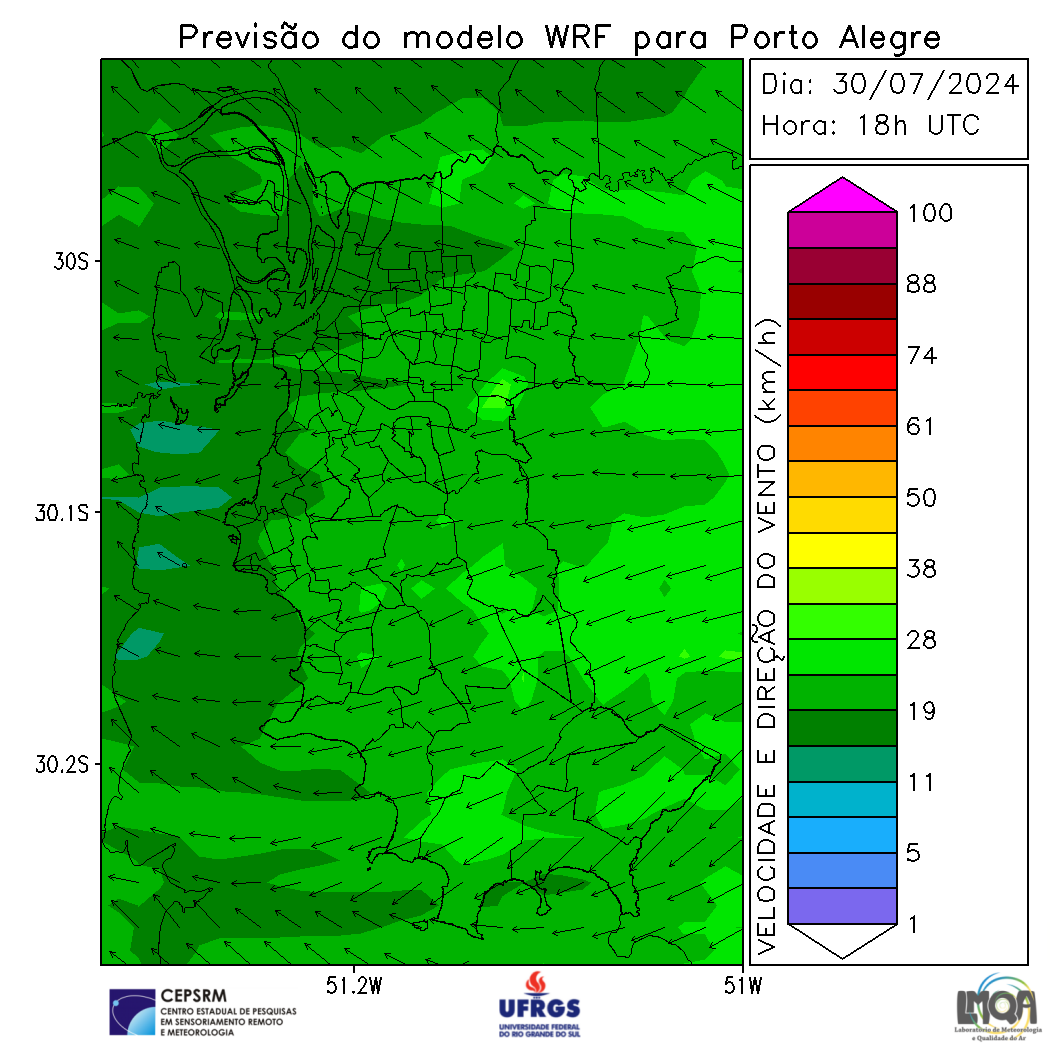 Previsão do modelo WRF para Porto Alegre
Dia: 30/07/2024
Hora: 18h UTC
30S
30.1S
30.2S
51.2W
51W
VELOCIDADE E DIREÇÃO DO VENTO (km/h)
100
88
74
61
50
38
28
19
11
5
1
CEPSRM
CENTRO ESTADUAL DE PESQUISAS
EM SENSORIAMENTO REMOTO
E METEOROLOGIA
UFRGS
UNIVERSIDADE FEDERAL
DO RIO GRANDE DO SUL
LMQA
Laboratório de Meteorologia
e Qualidade do Ar